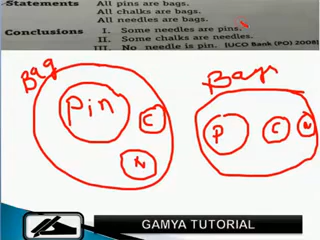 Statements All pins are bags.
All chalks are bags.
All needles are bags.
Conclusions I. Some needles are pins.
II. Some chalks are needles.
III. No needle is pin. [UCO Bank (PO) 2008]
Bag Bags
Pin C P C N
N
GAMYA TUTORIAL